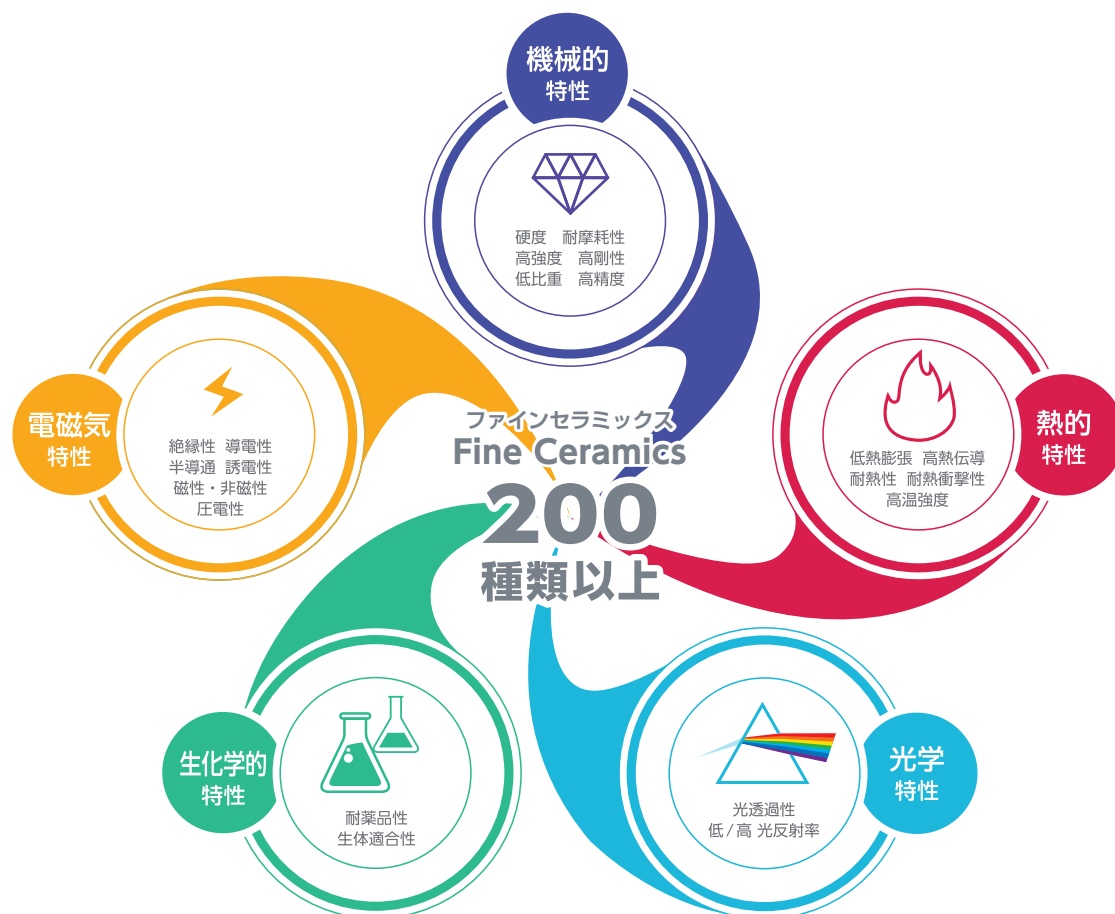 機械的
特性
硬度　耐摩耗性
高強度　高剛性
低比重　高精度
電磁気
特性
絶縁性 導電性
半導通 誘電性
磁性・非磁性
圧電性
ファインセラミックス
Fine Ceramics
200
種類以上
熱的
特性
低熱膨張 高熱伝導
耐熱性 耐熱衝撃性
高温強度
生化学的
特性
耐薬品性
生体適合性
光学
特性
光透過性
低 / 高 光反射率